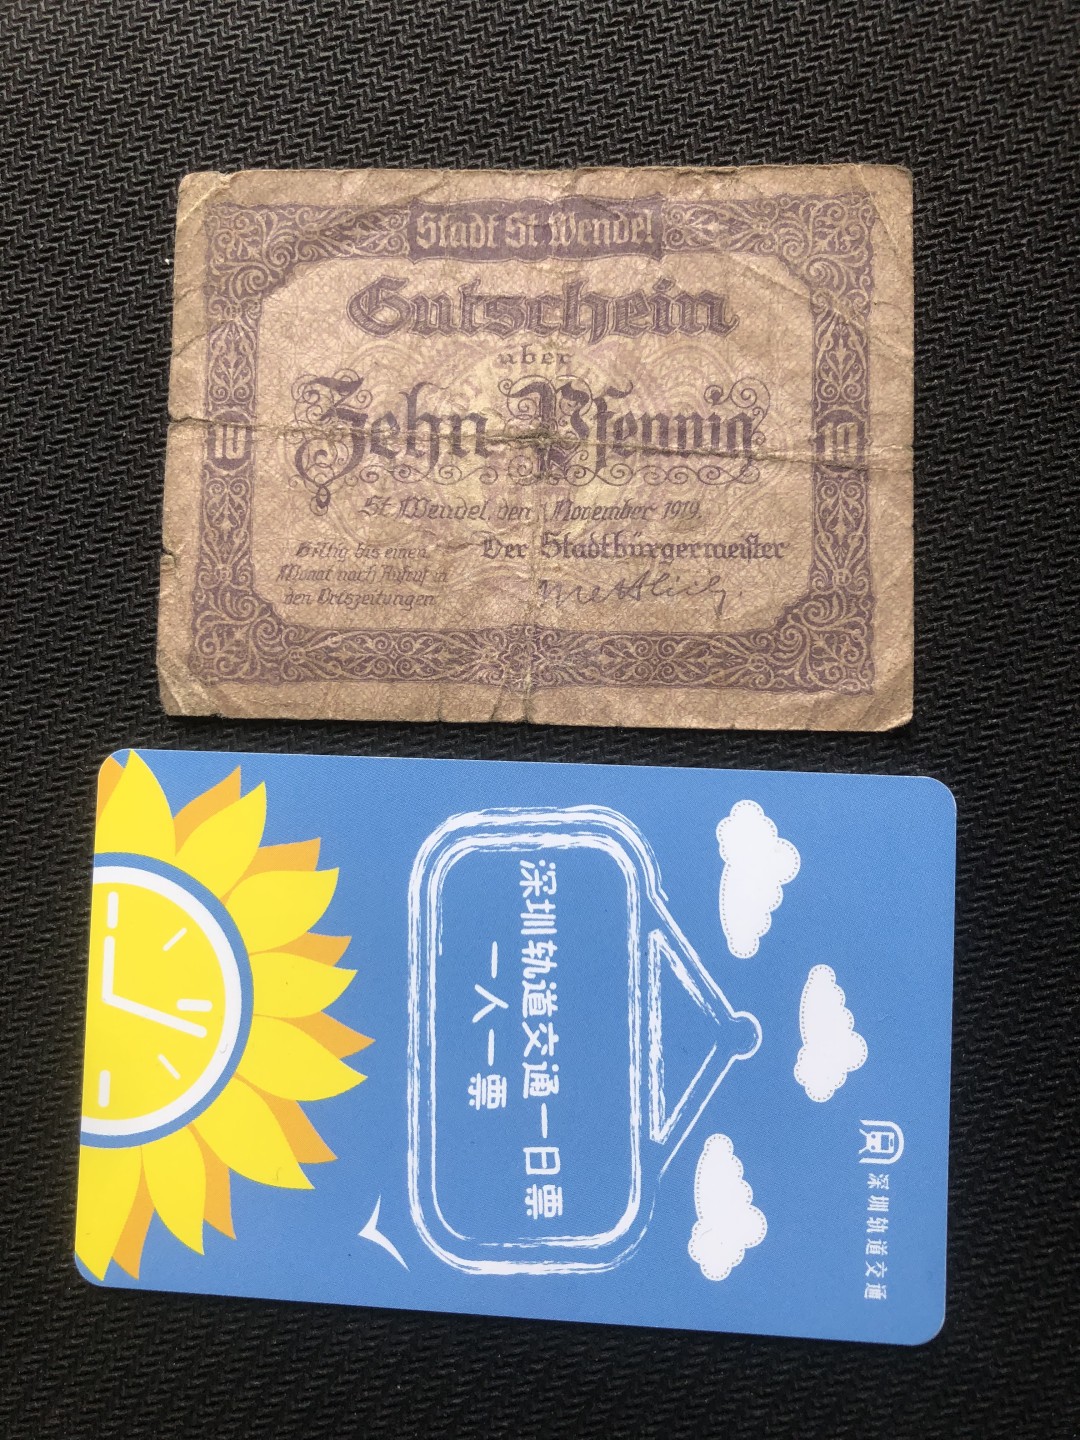 Stadt St. Wendel
Gutschein
über
Zehn Pfennig
St. Wendel, den 1 November 1919.
Giltig bis einen
Monat nach Aufruf in
den Ortszeitungen.
Der Stadtbürgermeister
10
10
深圳轨道交通一日票
一人一票
深圳轨道交通